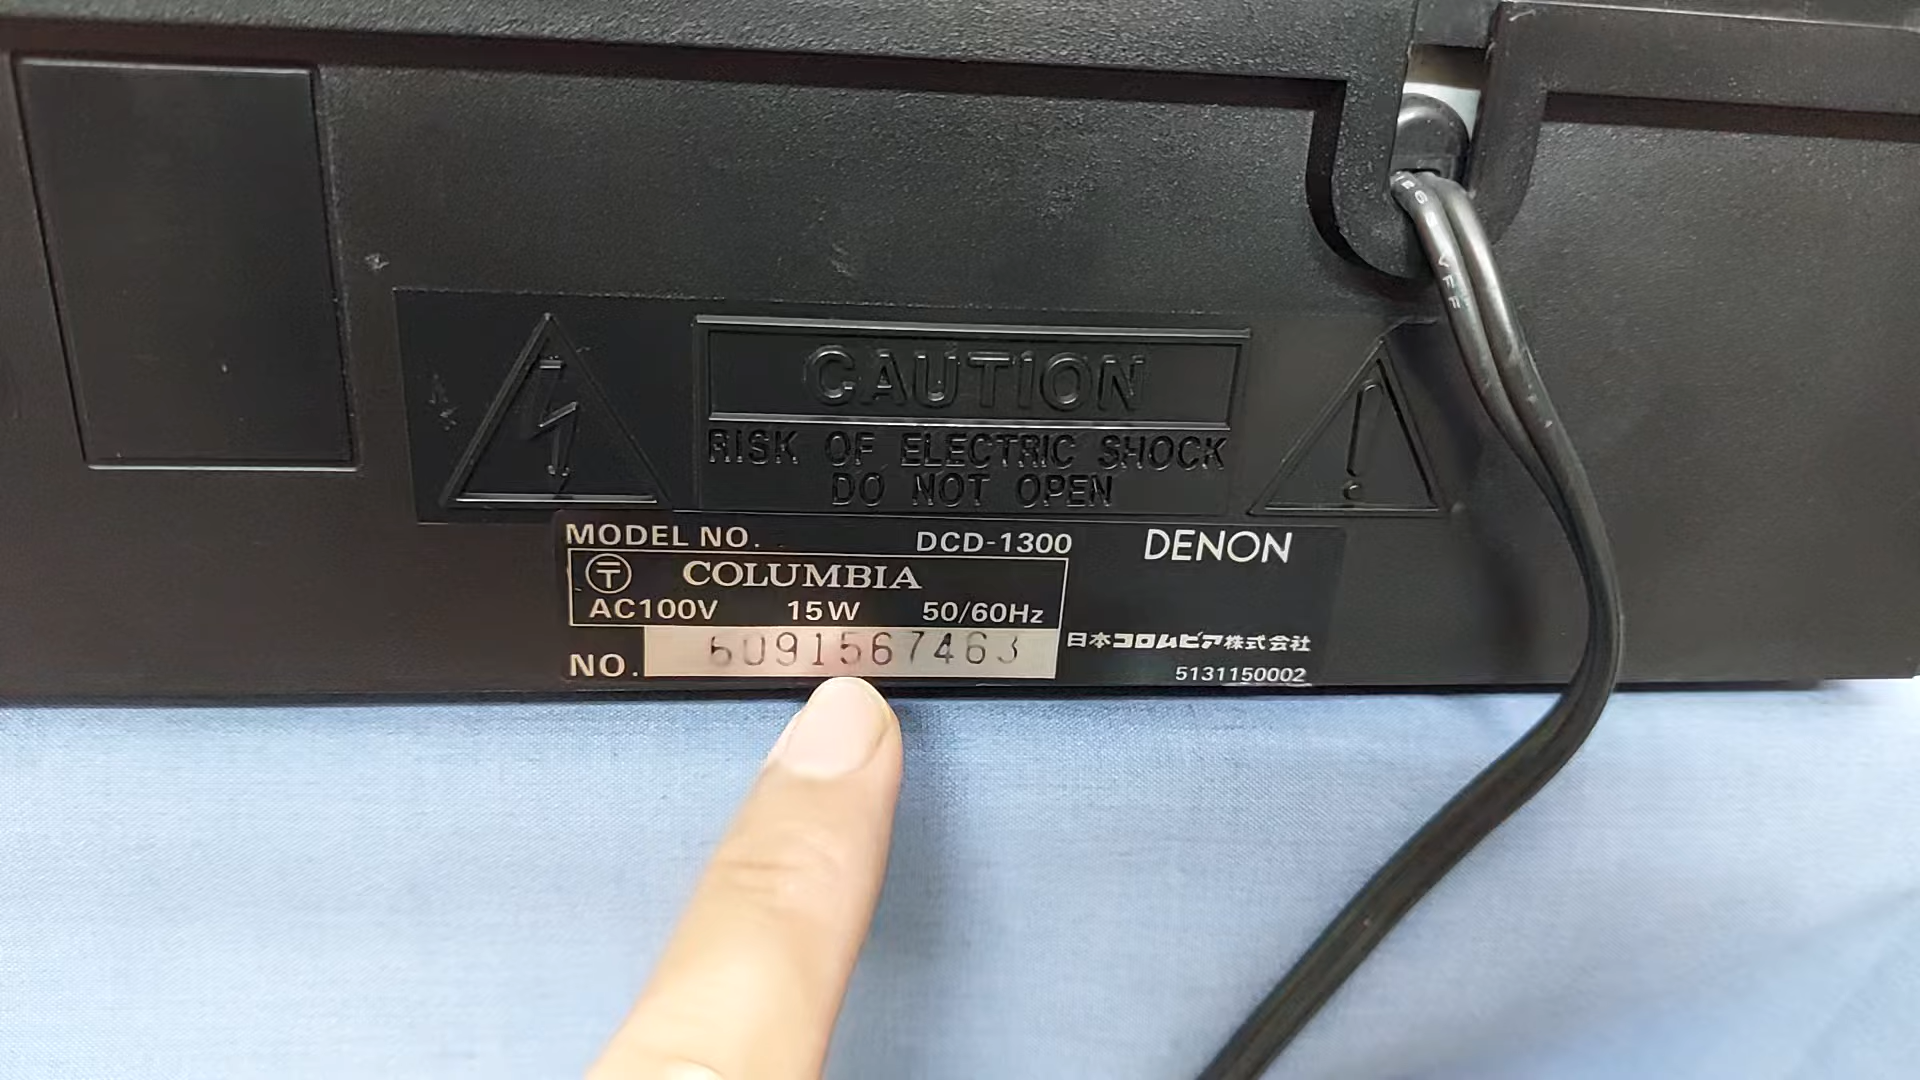 CAUTION
RISK OF ELECTRIC SHOCK
DO NOT OPEN
MODEL NO. DCD-1300
DENON
〒 COLUMBIA
AC100V 15W 50/60Hz
NO. 6091567463
日本コロムビア株式会社
5131150002